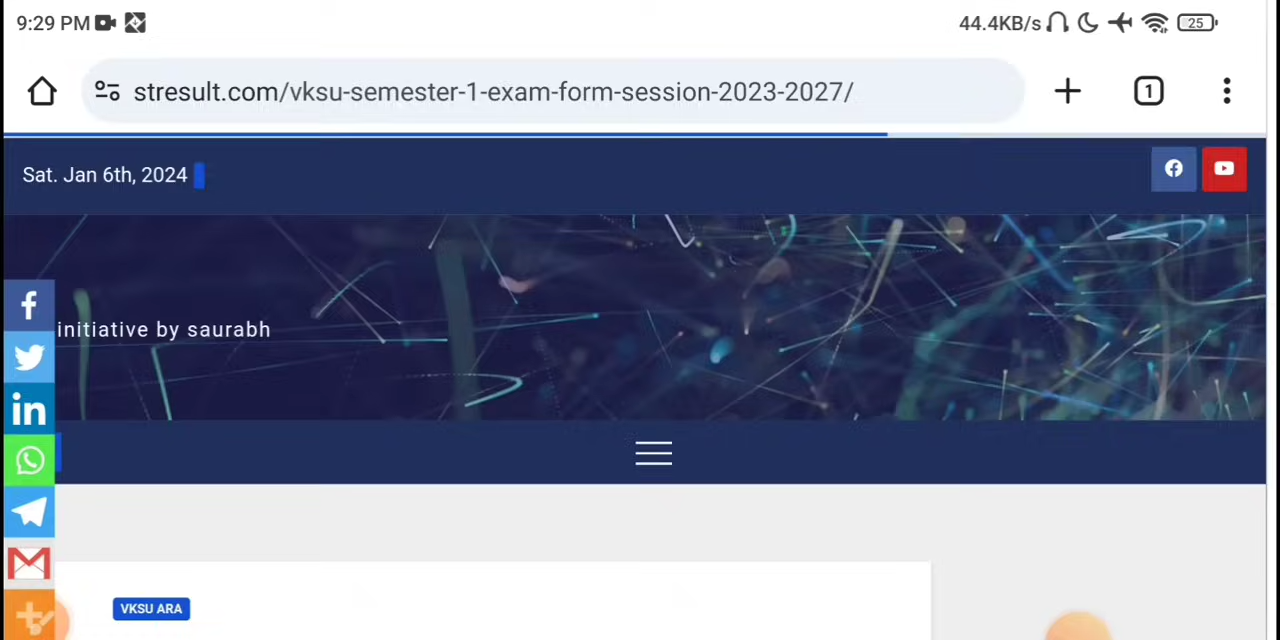 9:29 PM
44.4KB/s
25
stresult.com/vksu-semester-1-exam-form-session-2023-2027/
1
Sat. Jan 6th, 2024
initiative by saurabh
in
VKSU ARA